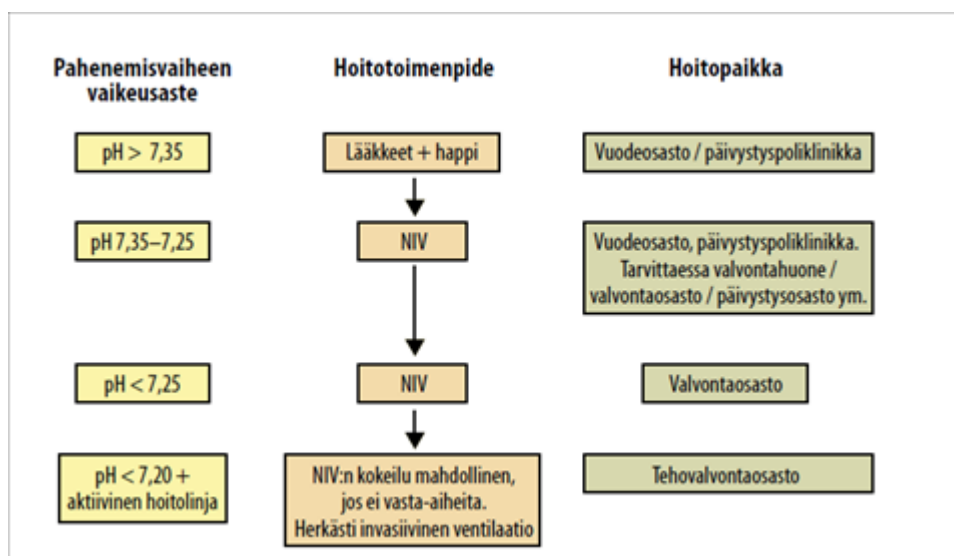 Pahenemisvaiheen
vaikeusaste
Hoitotoimenpide
Hoitopaikka
pH > 7,35
Lääkkeet + happi
Vuodeosasto / päivystyspoliklinikka
pH 7,35–7,25
NIV
Vuodeosasto, päivystyspoliklinikka.
Tarvittaessa valvontahuone /
valvontaosasto / päivystysosasto ym.
pH < 7,25
NIV
Valvontaosasto
pH < 7,20 +
aktiivinen hoitolinja
NIV:n kokeilu mahdollinen,
jos ei vasta-aiheita.
Herkästi invasiivinen ventilaatio
Tehovalvontaosasto